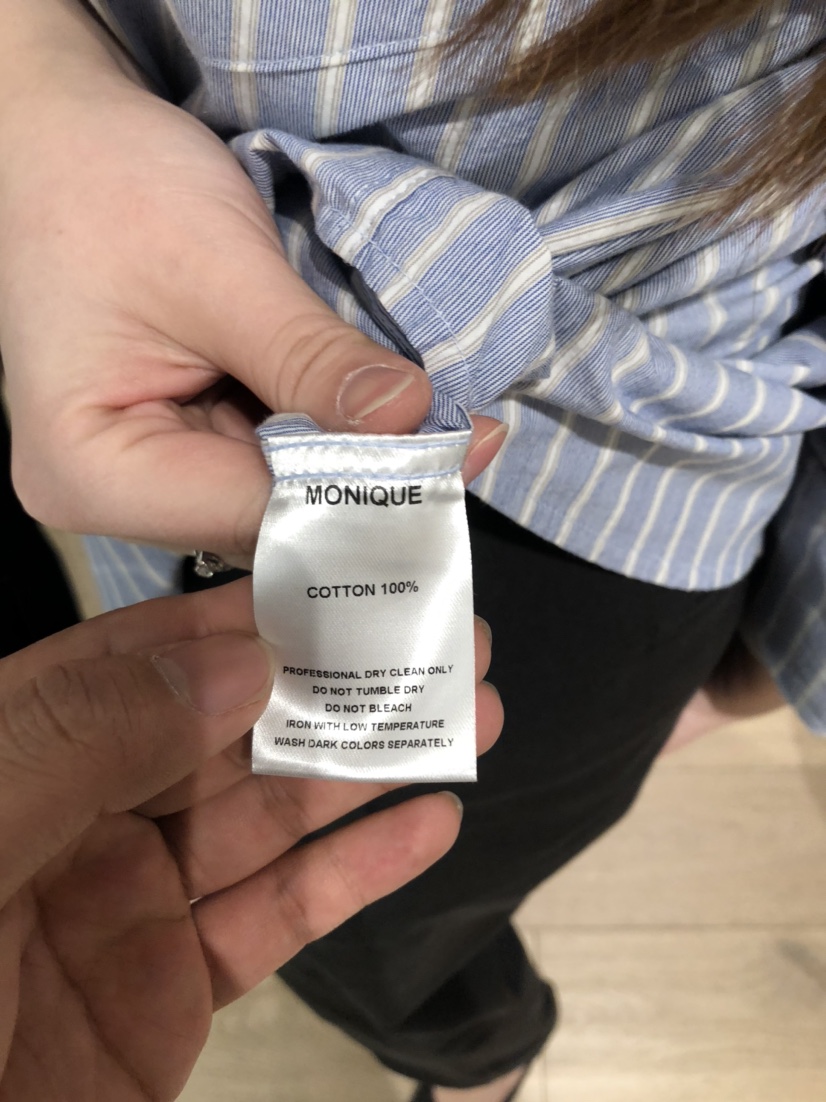 MONIQUE
COTTON 100%
PROFESSIONAL DRY CLEAN ONLY
DO NOT TUMBLE DRY
DO NOT BLEACH
IRON WITH LOW TEMPERATURE
WASH DARK COLORS SEPARATELY